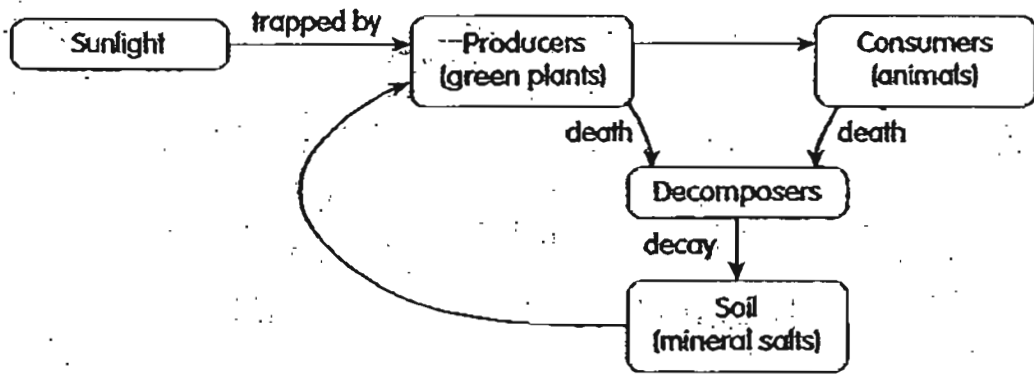 Sunlight
trapped by
Producers
(green plants)
Consumers
(animals)
death
death
Decomposers
decay
Soil
(mineral salts)